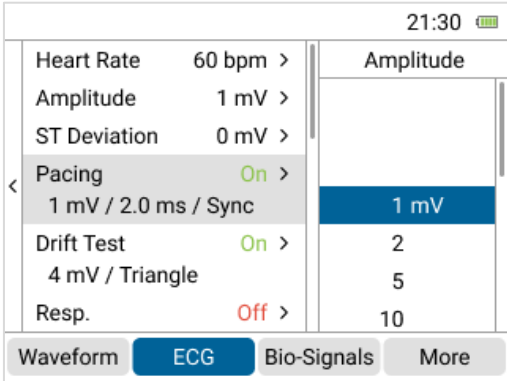 21:30
Heart Rate 60 bpm >
Amplitude 1 mV >
ST Deviation 0 mV >
Pacing On >
1 mV / 2.0 ms / Sync
Drift Test On >
4 mV / Triangle
Resp. Off >
<
Amplitude
1 mV
2
5
10
Waveform ECG Bio-Signals More